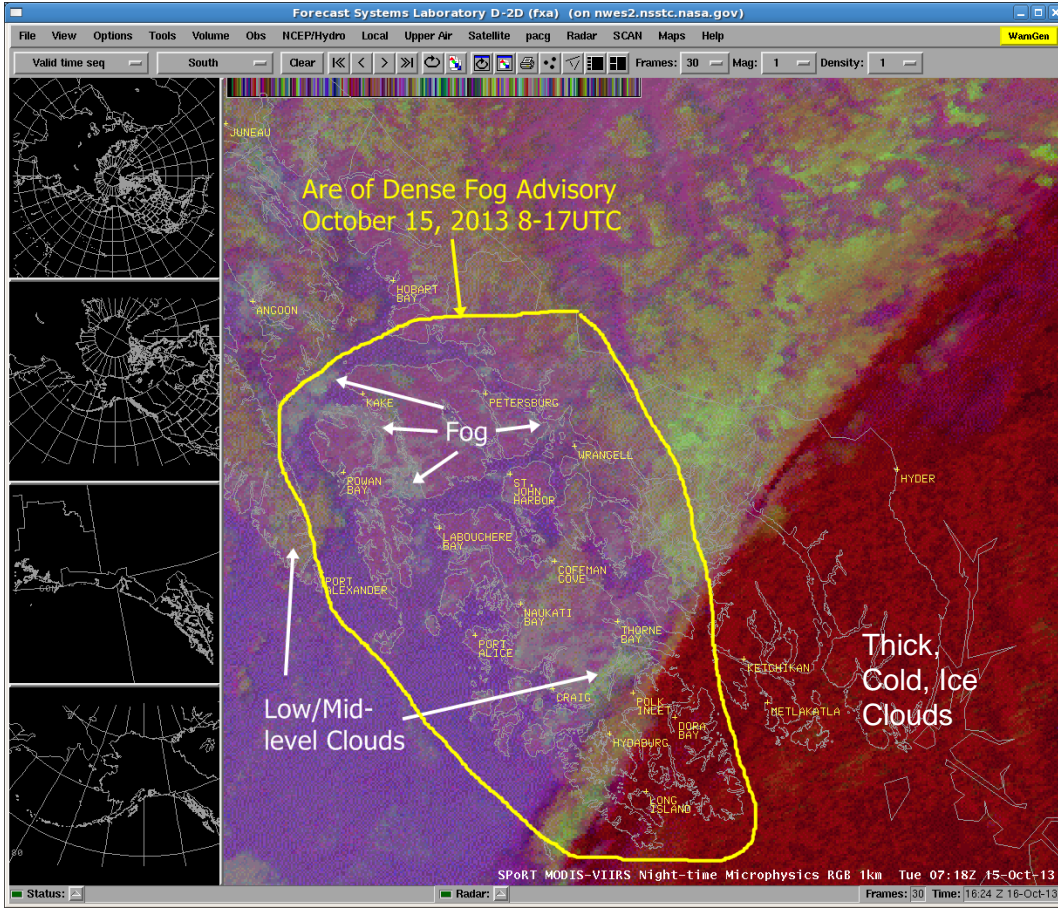 Forecast Systems Laboratory D-2D (fxa) (on nwes2.nsstc.nasa.gov)
File View Options Tools Volume Obs NCEP/Hydro Local Upper Air Satellite pacg Radar SCAN Maps Help WarnGen
Valid time seq South Clear Frames: 30 Mag: 1 Density: 1
JUNEAU
Are of Dense Fog Advisory
October 15, 2013 8-17UTC
HOBART
BAY
ANGOON
KAKE
PETERSBURG
Fog
WRANGELL
HYDER
ROWAN
BAY
ST.
JOHN
HARBOR
LABOUCHERE
BAY
COFFMAN
COVE
PORT
ALEXANDER
NAUKATI
BAY
THORNE
BAY
PORT
ALICE
Thick,
Cold, Ice
Clouds
KETCHIKAN
CRAIG
POLK
INLET
METLAKATLA
Low/Mid-
level Clouds
DORA
BAY
HYDABURG
LONG
ISLAND
60
60
SPoRT MODIS-VIIRS Night-time Microphysics RGB 1km Tue 07:18Z 15-Oct-13
Status: Radar: Frames: 30 Time: 16:24 Z 16-Oct-13